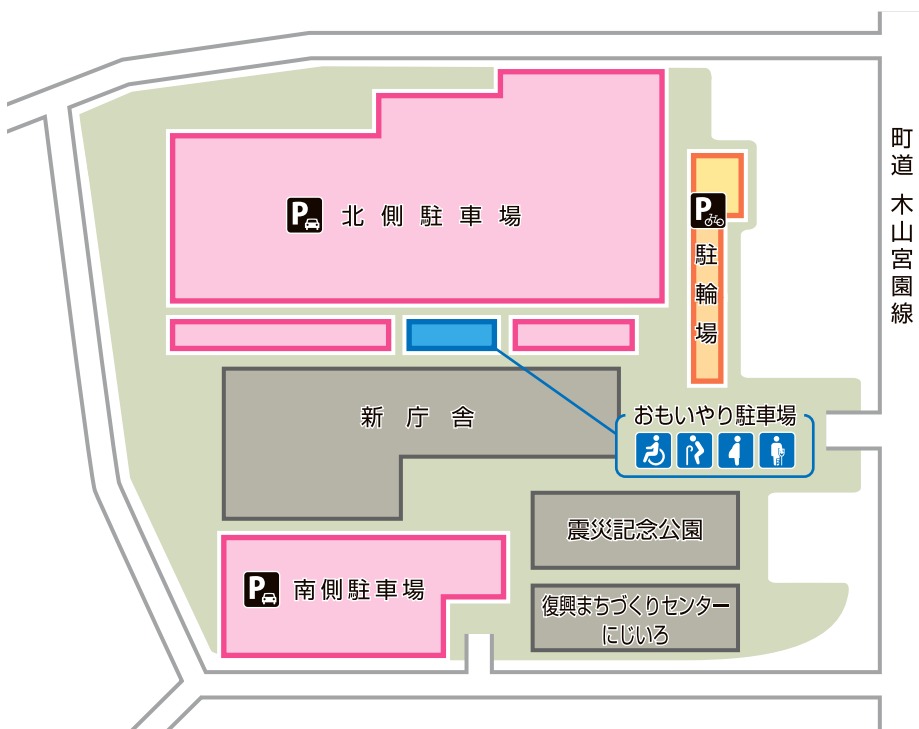 P 北側駐車場
P
駐輪場
町道 木山宮園線
新庁舎
おもいやり駐車場
震災記念公園
P 南側駐車場
復興まちづくりセンター
にじいろ